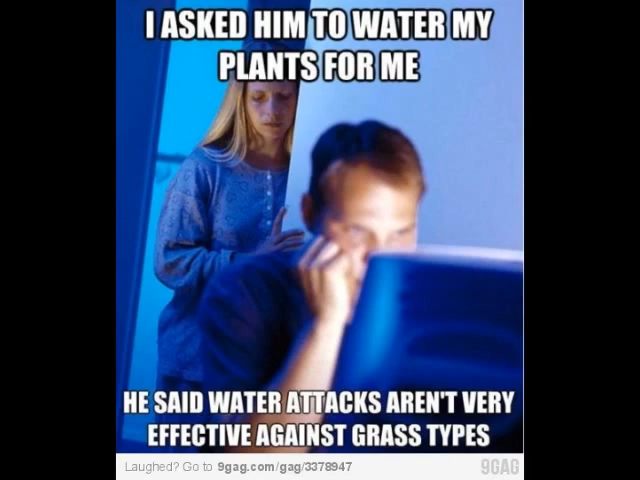 I ASKED HIM TO WATER MY
PLANTS FOR ME
HE SAID WATER ATTACKS AREN'T VERY
EFFECTIVE AGAINST GRASS TYPES
Laughed? Go to 9gag.com/gag/3378947
9GAG